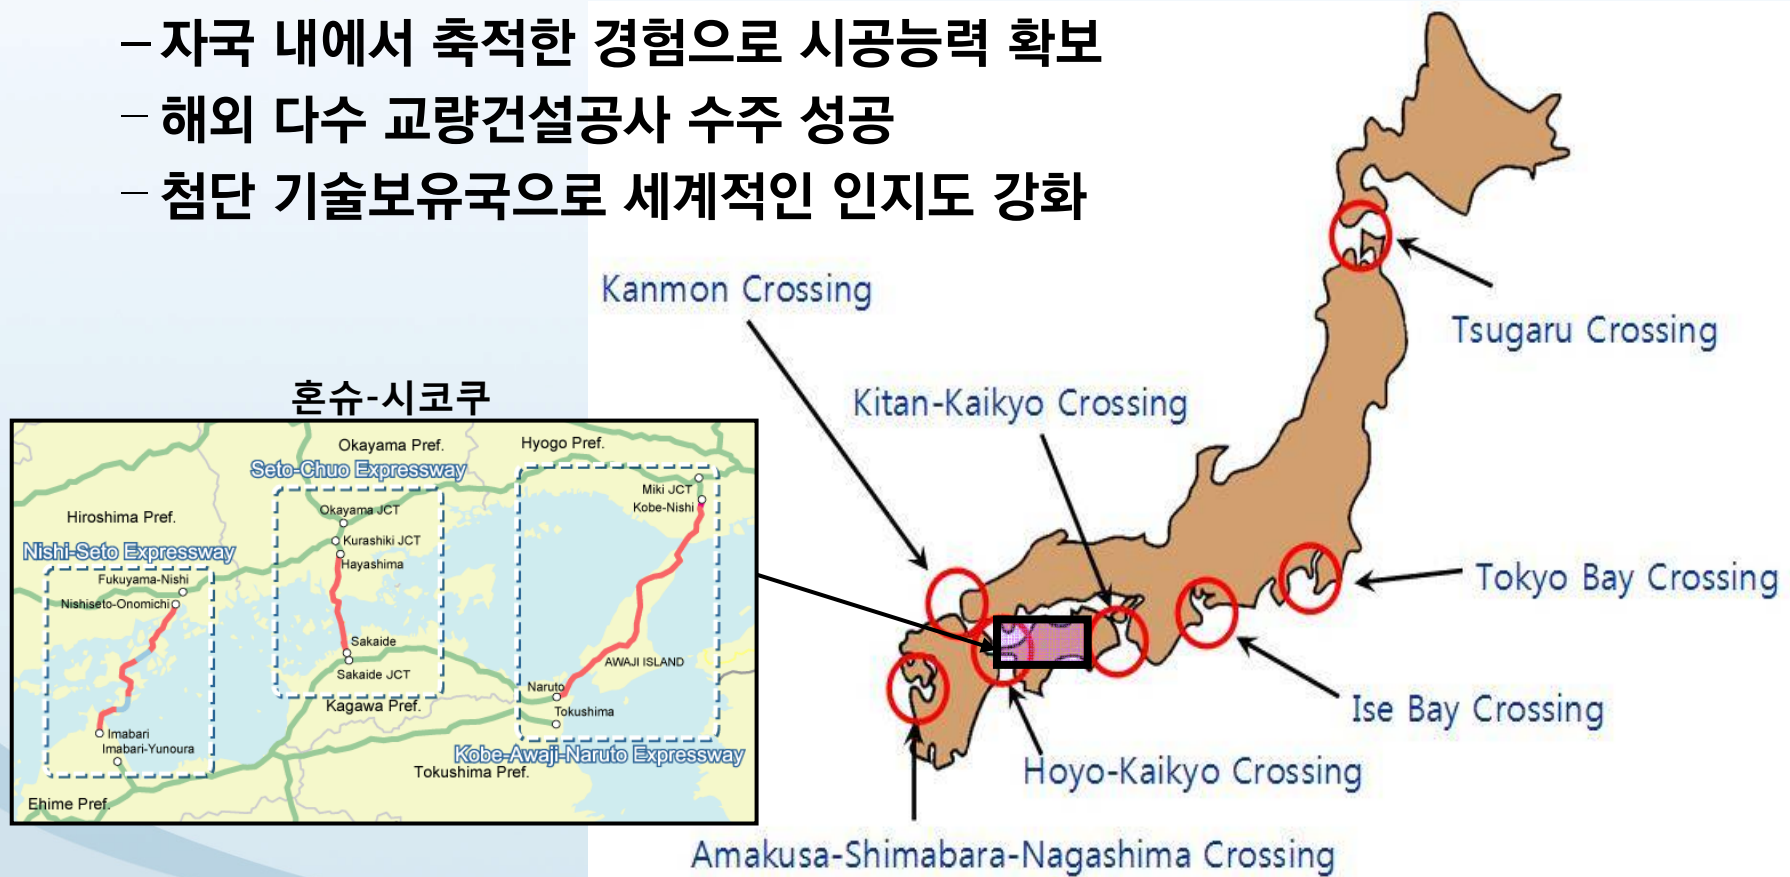 – 자국 내에서 축적한 경험으로 시공능력 확보
– 해외 다수 교량건설공사 수주 성공
– 첨단 기술보유국으로 세계적인 인지도 강화
Kanmon Crossing
Tsugaru Crossing
Kitan-Kaikyo Crossing
Tokyo Bay Crossing
Ise Bay Crossing
Hoyo-Kaikyo Crossing
Amakusa-Shimabara-Nagashima Crossing
혼슈-시코쿠
Okayama Pref.
Hyogo Pref.
Seto-Chuo Expressway
Miki JCT
Kobe-Nishi
Okayama JCT
Hiroshima Pref.
Kurashiki JCT
Nishi-Seto Expressway
Hayashima
Fukuyama-Nishi
Nishiseto-Onomichi
Sakaide
AWAJI ISLAND
Sakaide JCT
Naruto
Kagawa Pref.
Tokushima
Imabari
Imabari-Yunoura
Kobe-Awaji-Naruto Expressway
Tokushima Pref.
Ehime Pref.